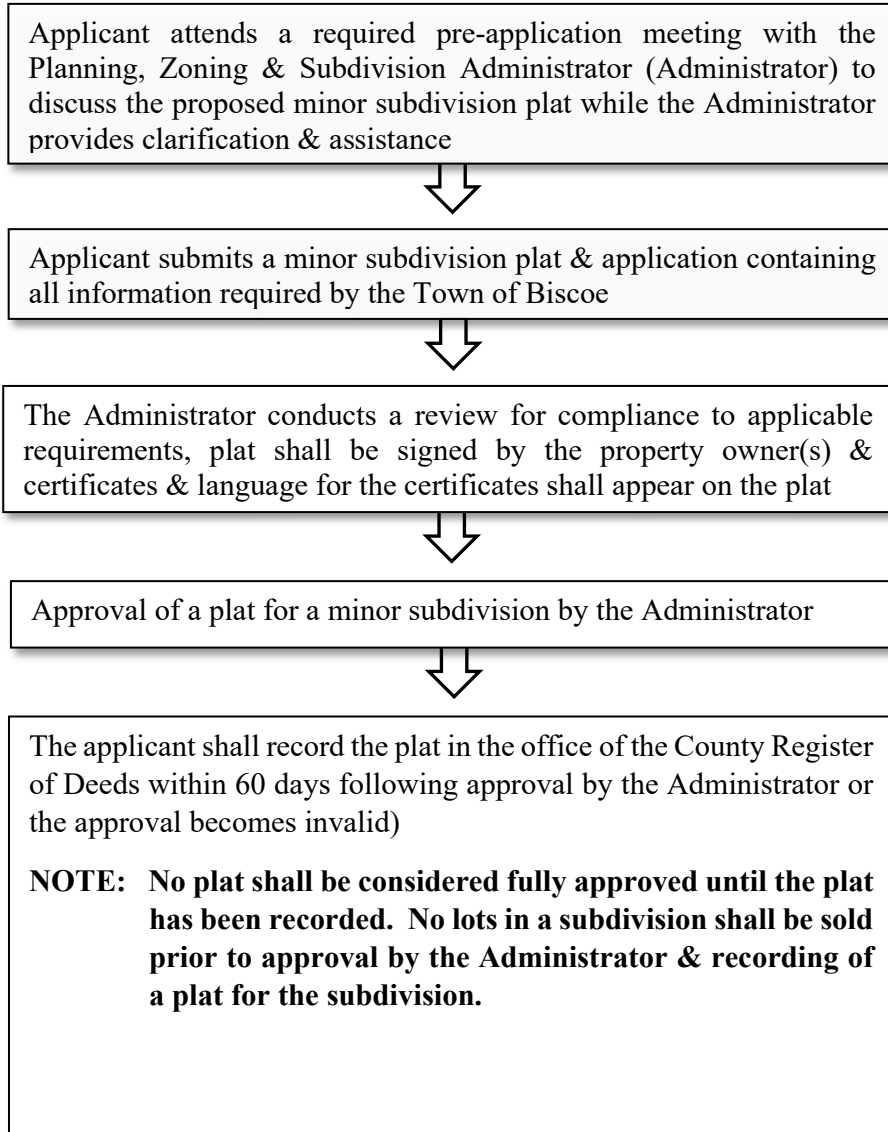 Applicant attends a required pre-application meeting with the
Planning, Zoning & Subdivision Administrator (Administrator) to
discuss the proposed minor subdivision plat while the Administrator
provides clarification & assistance
Applicant submits a minor subdivision plat & application containing
all information required by the Town of Biscoe
The Administrator conducts a review for compliance to applicable
requirements, plat shall be signed by the property owner(s) &
certificates & language for the certificates shall appear on the plat
Approval of a plat for a minor subdivision by the Administrator
The applicant shall record the plat in the office of the County Register
of Deeds within 60 days following approval by the Administrator or
the approval becomes invalid)
NOTE: No plat shall be considered fully approved until the plat
has been recorded. No lots in a subdivision shall be sold
prior to approval by the Administrator & recording of
a plat for the subdivision.